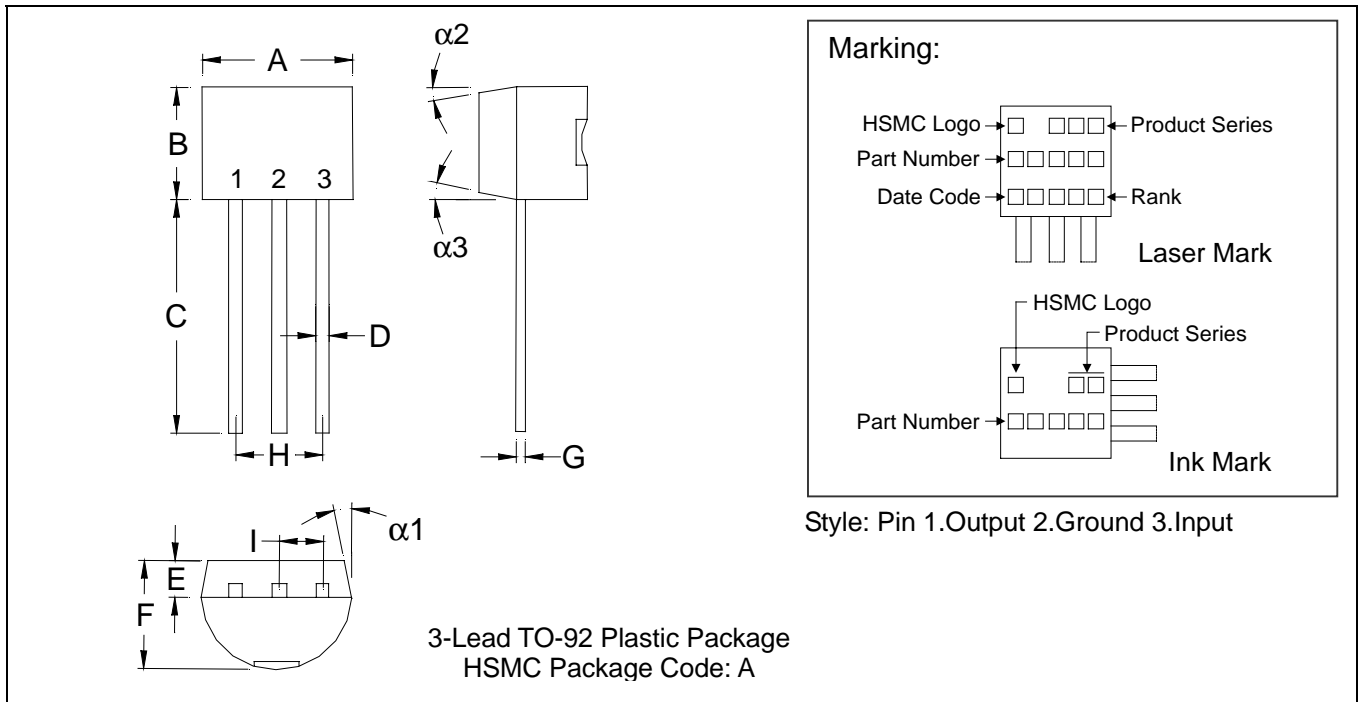 α2
A
B
1 2 3
α3
C
D
H
G
α1
I
E
F
3-Lead TO-92 Plastic Package
HSMC Package Code: A
Marking:
HSMC Logo
Product Series
Part Number
Date Code
Rank
Laser Mark
HSMC Logo
Product Series
Part Number
Ink Mark
Style: Pin 1.Output 2.Ground 3.Input